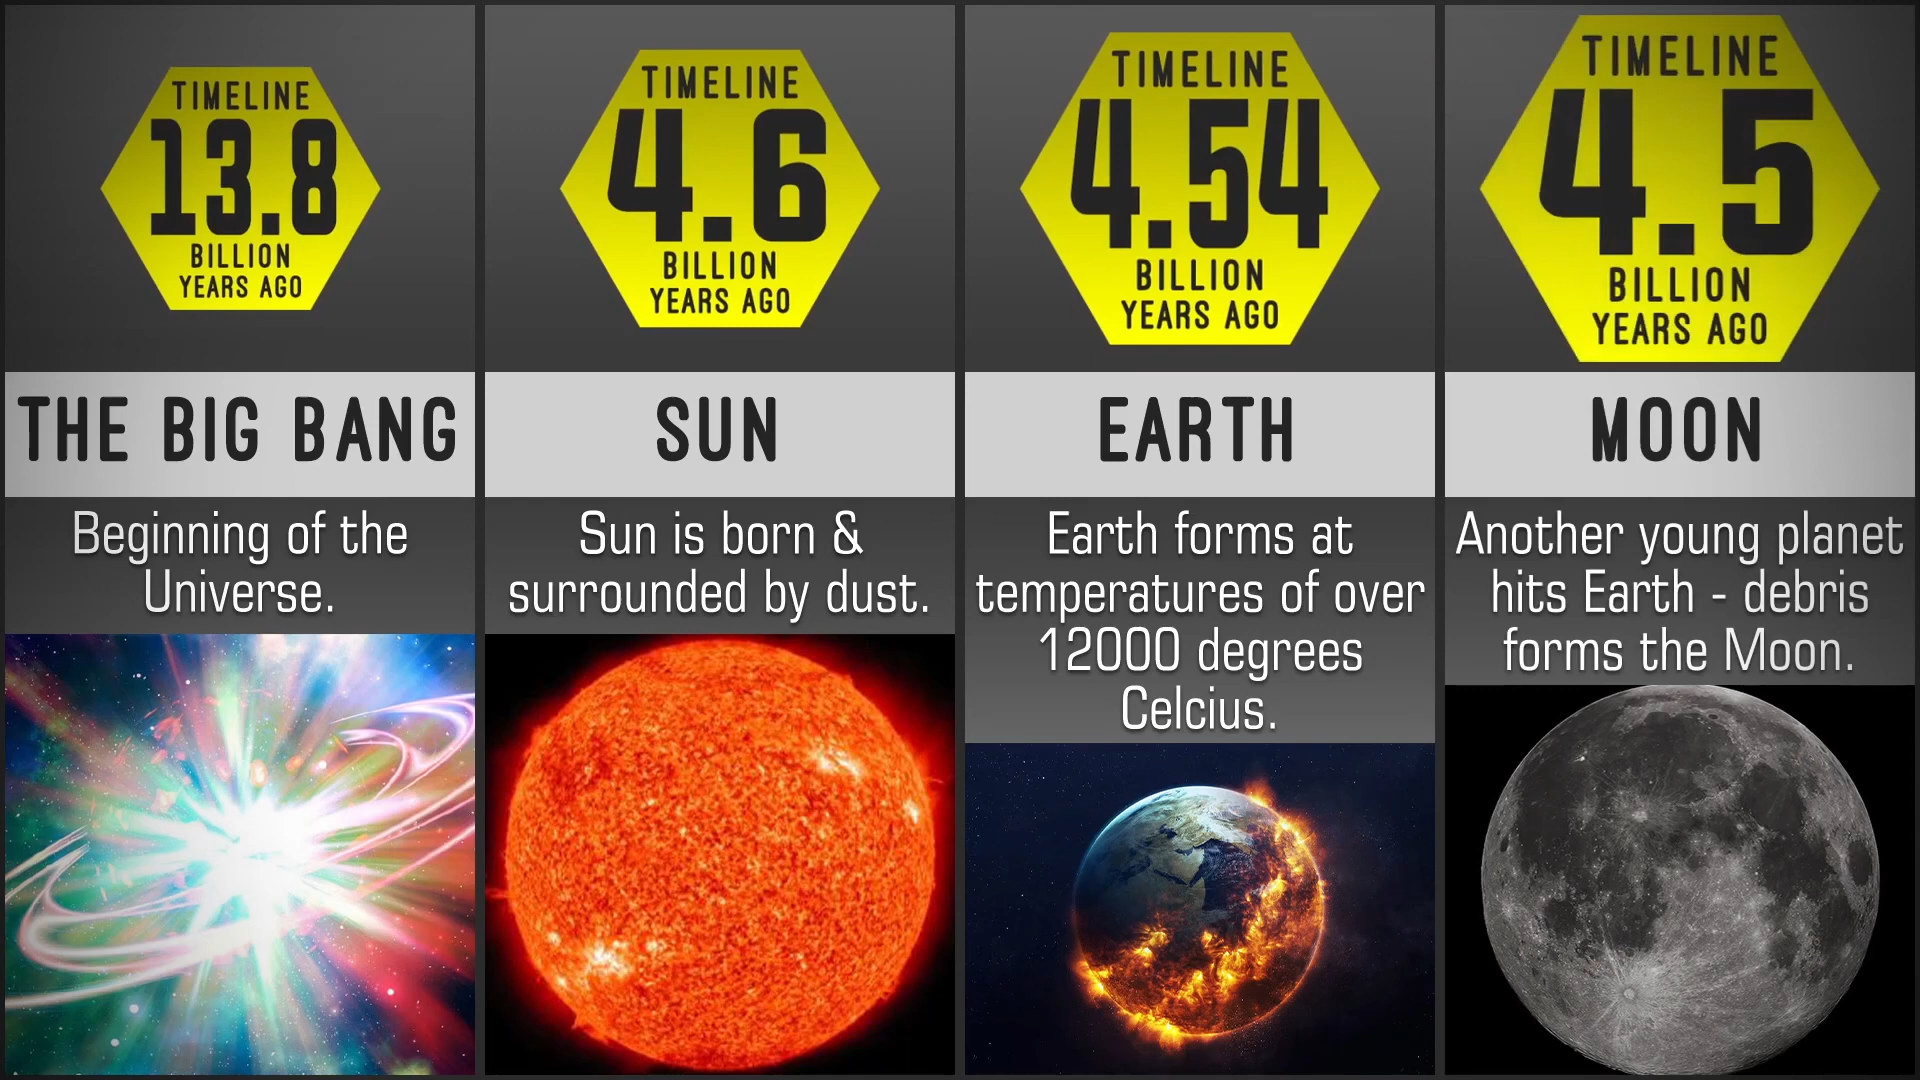 TIMELINE
13.8
BILLION
YEARS AGO
THE BIG BANG
Beginning of the
Universe.
TIMELINE
4.6
BILLION
YEARS AGO
SUN
Sun is born &
surrounded by dust.
TIMELINE
4.54
BILLION
YEARS AGO
EARTH
Earth forms at
temperatures of over
12000 degrees
Celcius.
TIMELINE
4.5
BILLION
YEARS AGO
MOON
Another young planet
hits Earth - debris
forms the Moon.